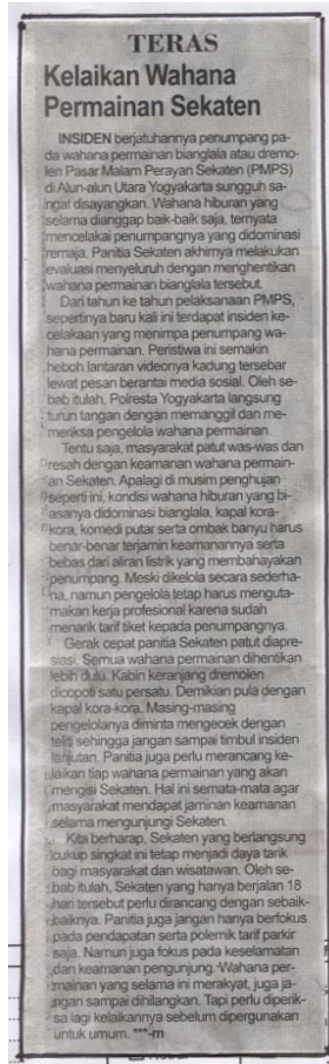 TERAS
Kelaikan Wahana
Permainan Sekaten
INSIDEN berjatuhannya penumpang pa-
da wahana permainan bianglala atau dremo-
len Pasar Malam Perayan Sekaten (PMPS)
di Alun-alun Utara Yogyakarta sungguh sa-
ngat disayangkan. Wahana hiburan yang
selama dianggap baik-baik saja, ternyata
mencelakai penumpangnya yang didominasi
remaja. Panitia Sekaten akhirnya melakukan
evaluasi menyeluruh dengan menghentikan
wahana permainan bianglala tersebut.
Dari tahun ke tahun pelaksanaan PMPS,
sepertinya baru kali ini terdapat insiden ke-
celakaan yang menimpa penumpang wa-
hana permainan. Peristiwa ini semakin
heboh lantaran videonya kadung tersebar
lewat pesan berantai media sosial. Oleh se-
bab itulah, Polresta Yogyakarta langsung
turun tangan dengan memanggil dan me-
meriksa pengelola wahana permainan.
Tentu saja, masyarakat patut was-was dan
resah dengan keamanan wahana permain-
an Sekaten. Apalagi di musim penghujan
seperti ini, kondisi wahana hiburan yang bi-
asanya didominasi bianglala, kapal kora-
kora, komedi putar serta ombak banyu harus
benar-benar terjamin keamanannya serta
bebas dari aliran listrik yang membahayakan
penumpang. Meski dikelola secara sederha-
na, namun pengelola tetap harus menguta-
makan kerja profesional karena sudah
menarik tarif tiket kepada penumpangnya.
Gerak cepat panitia Sekaten patut diapre-
siasi. Semua wahana permainan dihentikan
lebih dulu. Kabin keranjang dremolen
dicopoti satu persatu. Demikian pula dengan
kapal kora-kora. Masing-masing
pengelolanya diminta mengecek dengan
teliti sehingga jangan sampai timbul insiden
lanjutan. Panitia juga perlu merancang ke-
laikan tiap wahana permainan yang akan
mengisi Sekaten. Hal ini semata-mata agar
masyarakat mendapat jaminan keamanan
selama mengunjungi Sekaten.
Kita berharap, Sekaten yang berlangsung
cukup singkat ini tetap menjadi daya tarik
bagi masyarakat dan wisatawan. Oleh se-
bab itulah, Sekaten yang hanya berjalan 18
hari tersebut perlu dirancang dengan sebaik-
baiknya. Panitia juga jangan hanya berfokus
pada pendapatan serta polemik tarif parkir
saja. Namun juga fokus pada keselamatan
dan keamanan pengunjung. Wahana per-
mainan yang selama ini merakyat, juga ja-
ngan sampai dihilangkan. Tapi perlu diperik-
sa lagi kelaikannya sebelum dipergunakan
untuk umum. ***-m